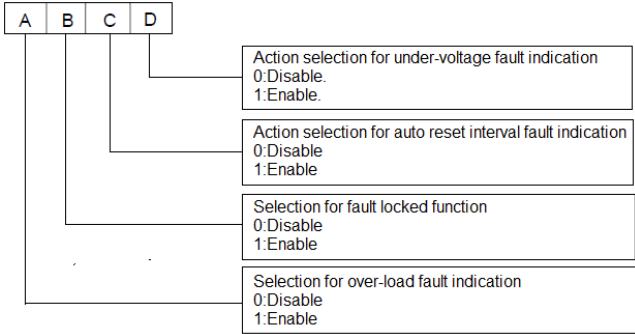 A B C D
Action selection for under-voltage fault indication
0:Disable.
1:Enable.
Action selection for auto reset interval fault indication
0:Disable
1:Enable
Selection for fault locked function
0:Disable
1:Enable
Selection for over-load fault indication
0:Disable
1:Enable